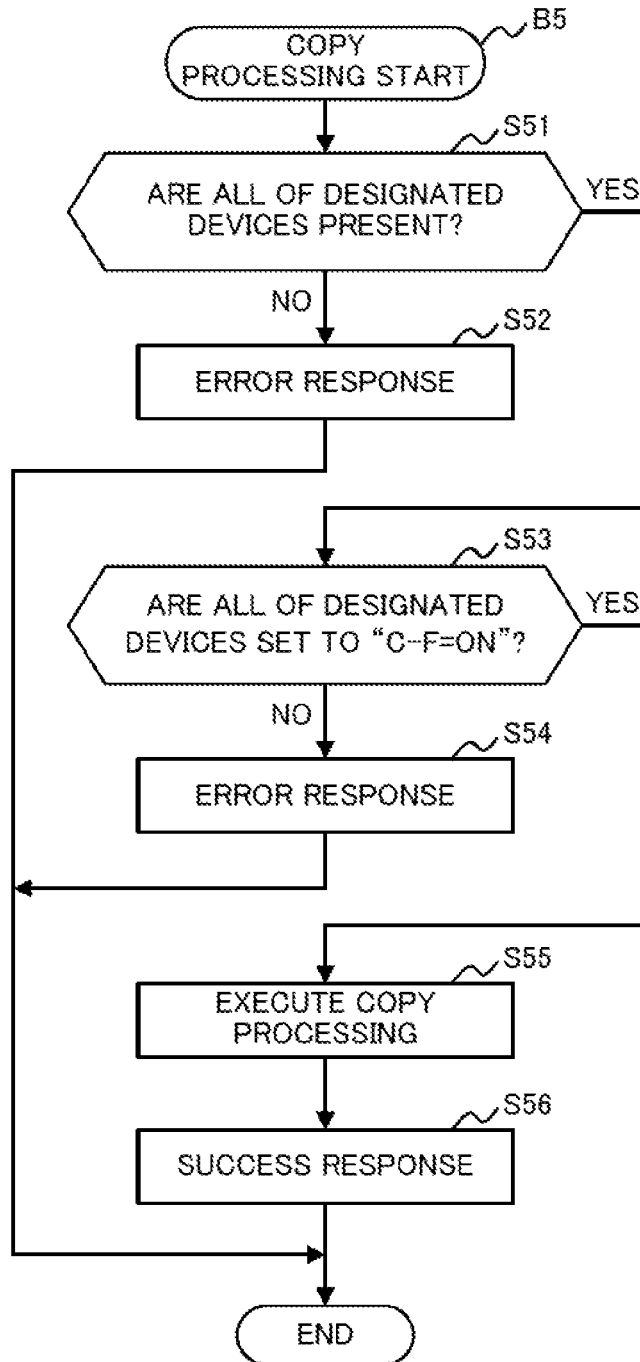 B5
COPY
PROCESSING START
S51
ARE ALL OF DESIGNATED
DEVICES PRESENT?
YES
NO
S52
ERROR RESPONSE
S53
ARE ALL OF DESIGNATED
DEVICES SET TO “C-F=ON”?
YES
NO
S54
ERROR RESPONSE
S55
EXECUTE COPY
PROCESSING
S56
SUCCESS RESPONSE
END